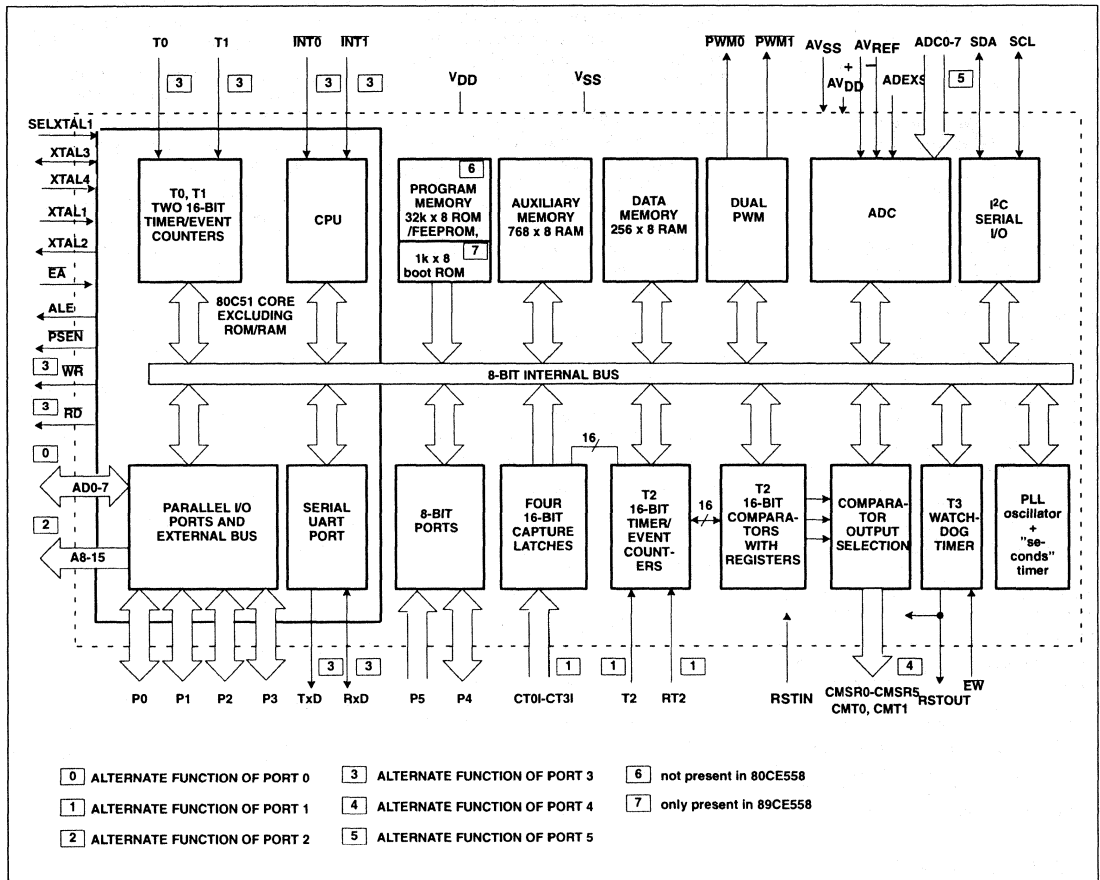 T0 T1 INT0 INT1 PWM0 PWM1 AVSS AVREF ADC0-7 SDA SCL
3 3 3 3 VDD VSS + − AVDD ADEXS 5
SELXTAL1
XTAL3
XTAL4
XTAL1
XTAL2
EA
ALE
PSEN
3 WR
3 RD
0
AD0-7
2
A8-15
T0, T1
TWO 16-BIT
TIMER/EVENT
COUNTERS
CPU
80C51 CORE
EXCLUDING
ROM/RAM
6
PROGRAM
MEMORY
32k x 8 ROM
/FEEPROM,
7
1k x 8
boot ROM
AUXILIARY
MEMORY
768 x 8 RAM
DATA
MEMORY
256 x 8 RAM
DUAL
PWM
ADC
I²C
SERIAL
I/O
8-BIT INTERNAL BUS
PARALLEL I/O
PORTS AND
EXTERNAL BUS
SERIAL
UART
PORT
8-BIT
PORTS
FOUR
16-BIT
CAPTURE
LATCHES
16
T2
16-BIT
TIMER/
EVENT
COUNT-
ERS
16
T2
16-BIT
COMPARA-
TORS
WITH
REGISTERS
COMPARA-
TOR
OUTPUT
SELECTION
T3
WATCH-
DOG
TIMER
PLL
oscillator
+
"se-
conds"
timer
3 3 1 1 1 4
P0 P1 P2 P3 TxD RxD P5 P4 CT0I-CT3I T2 RT2 RSTIN
CMSR0-CMSR5
CMT0, CMT1
RSTOUT
EW
0 ALTERNATE FUNCTION OF PORT 0
1 ALTERNATE FUNCTION OF PORT 1
2 ALTERNATE FUNCTION OF PORT 2
3 ALTERNATE FUNCTION OF PORT 3
4 ALTERNATE FUNCTION OF PORT 4
5 ALTERNATE FUNCTION OF PORT 5
6 not present in 80CE558
7 only present in 89CE558